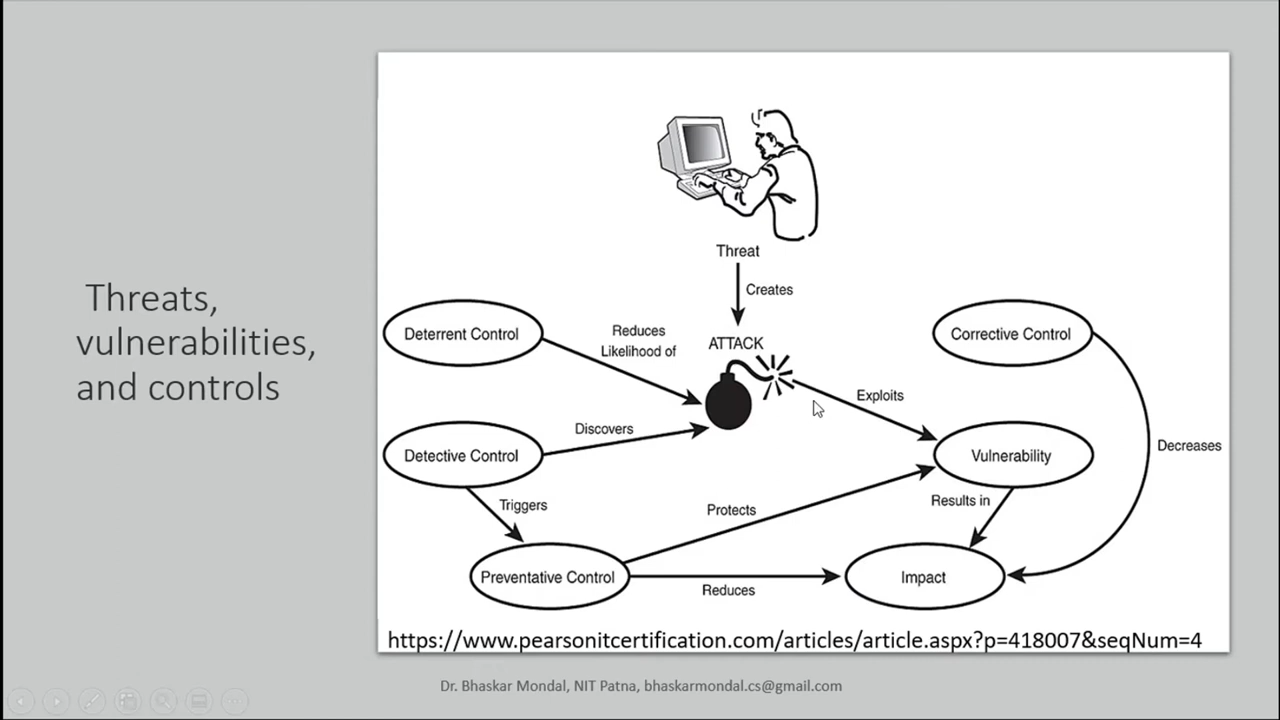 Threats,
vulnerabilities,
and controls
Threat
Creates
ATTACK
Deterrent Control
Reduces
Likelihood of
Corrective Control
Exploits
Discovers
Detective Control
Vulnerability
Decreases
Triggers
Protects
Results in
Preventative Control
Reduces
Impact
https://www.pearsonitcertification.com/articles/article.aspx?p=418007&seqNum=4
Dr. Bhaskar Mondal, NIT Patna, bhaskarmondal.cs@gmail.com